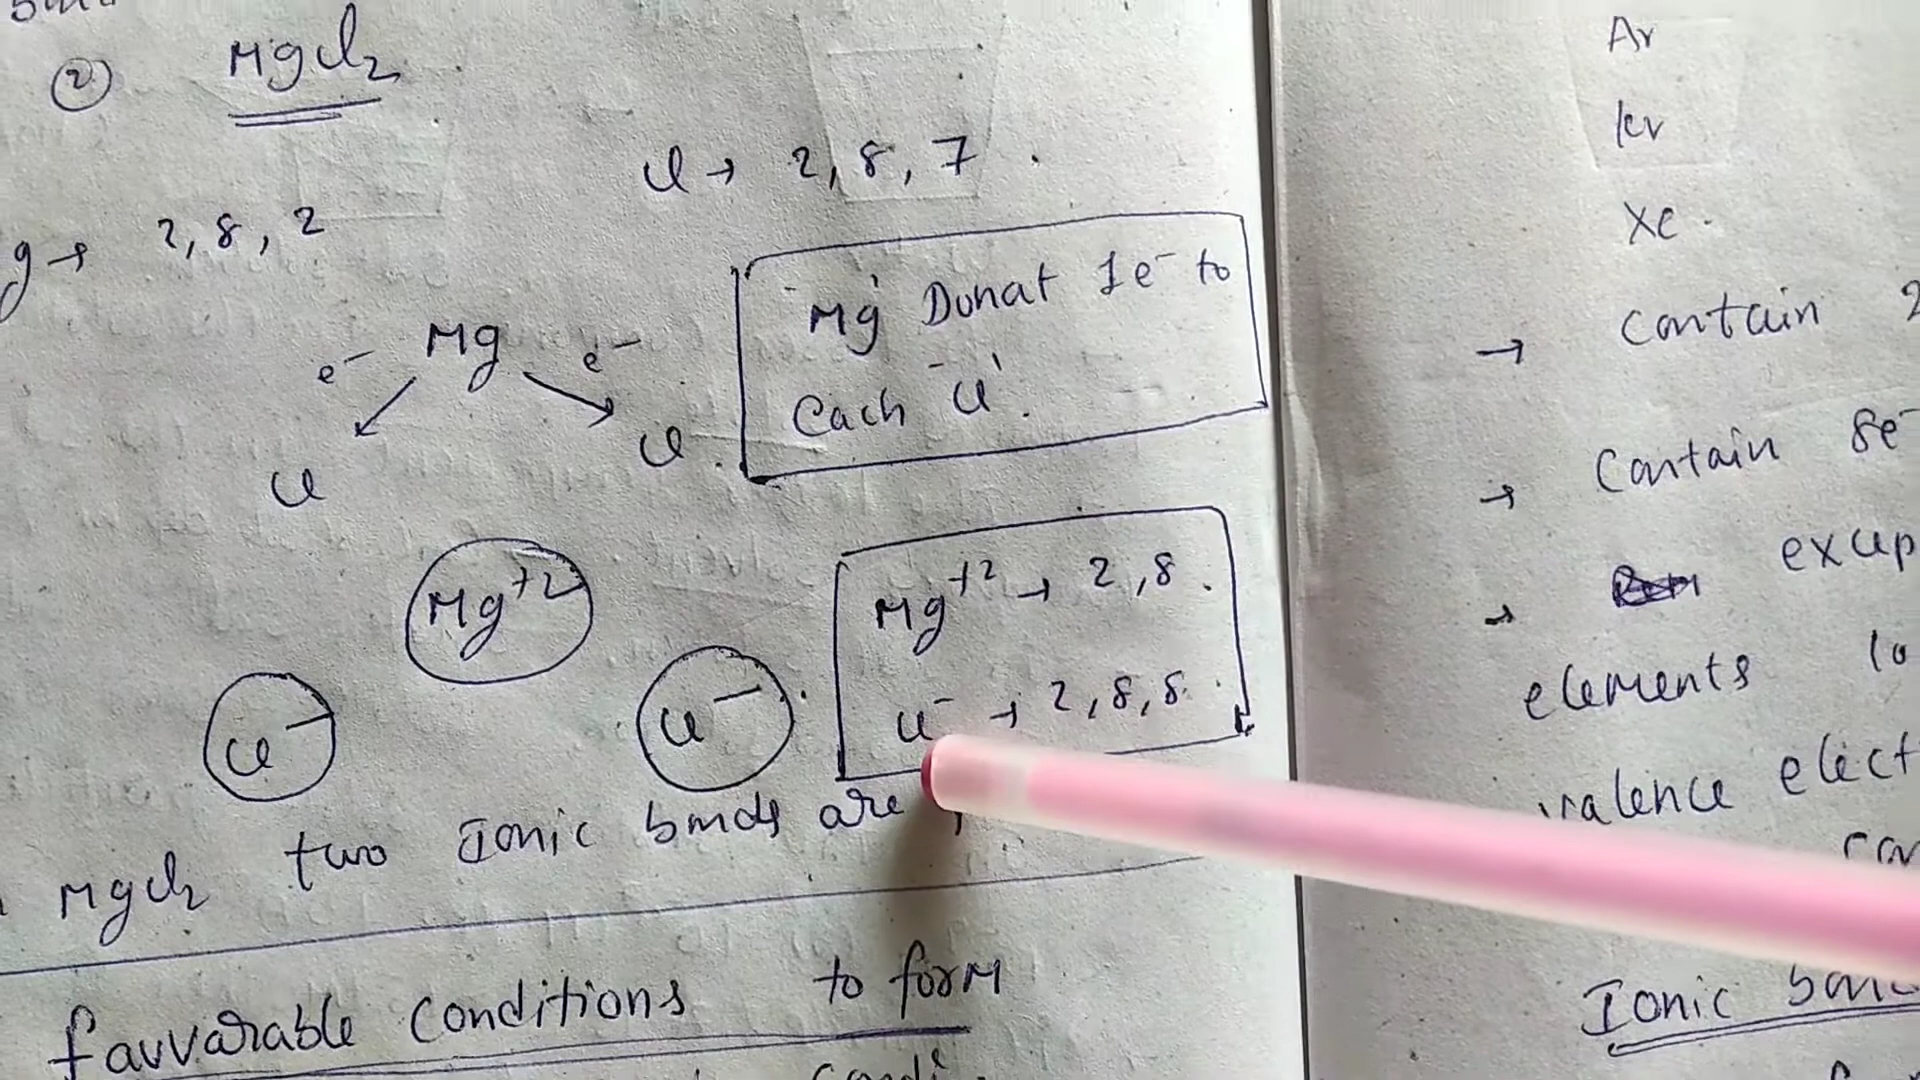 ② MgCl₂
Cl → 2, 8, 7 .
g → 2, 8, 2
"Mg' Donat 1e⁻ to
Each "Cl'.
e⁻ Mg e⁻
Cl Cl.
Mg⁺²
Cl⁻ Cl⁻.
Mg⁺² → 2, 8 .
Cl⁻ → 2, 8, 8 .
MgCl₂ two Ionic bonds are
favvarable conditions to form
Ar
Kr
Xe.
→ Contain 2
→ Contain 8e⁻
→ excep
elements
valence elect
Ionic